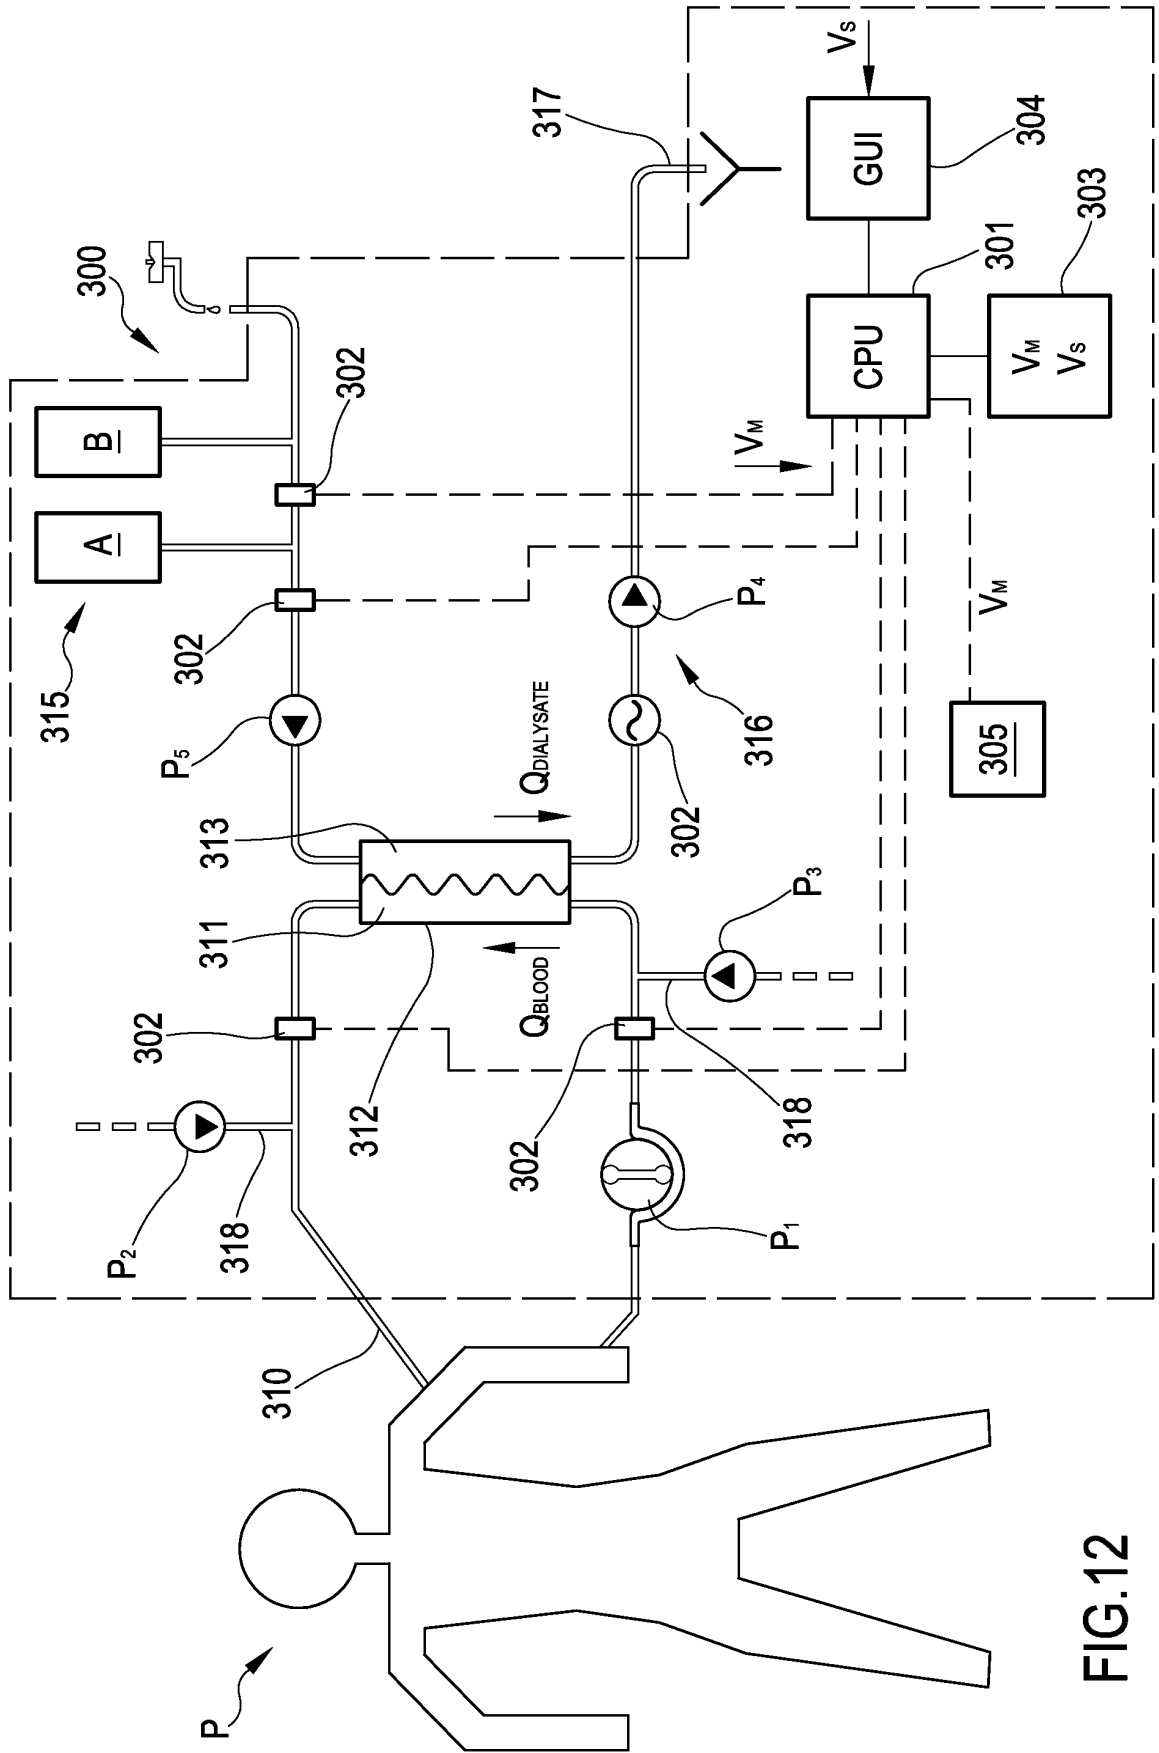 300
B
A
315
302
302
P5
313
311
QDIALYSATE
QBLOOD
312
302
P2
318
310
P
302
316
P4
317
P3
318
302
P1
VM
VS
GUI
304
CPU
301
VM
VS
303
VM
305
FIG.12